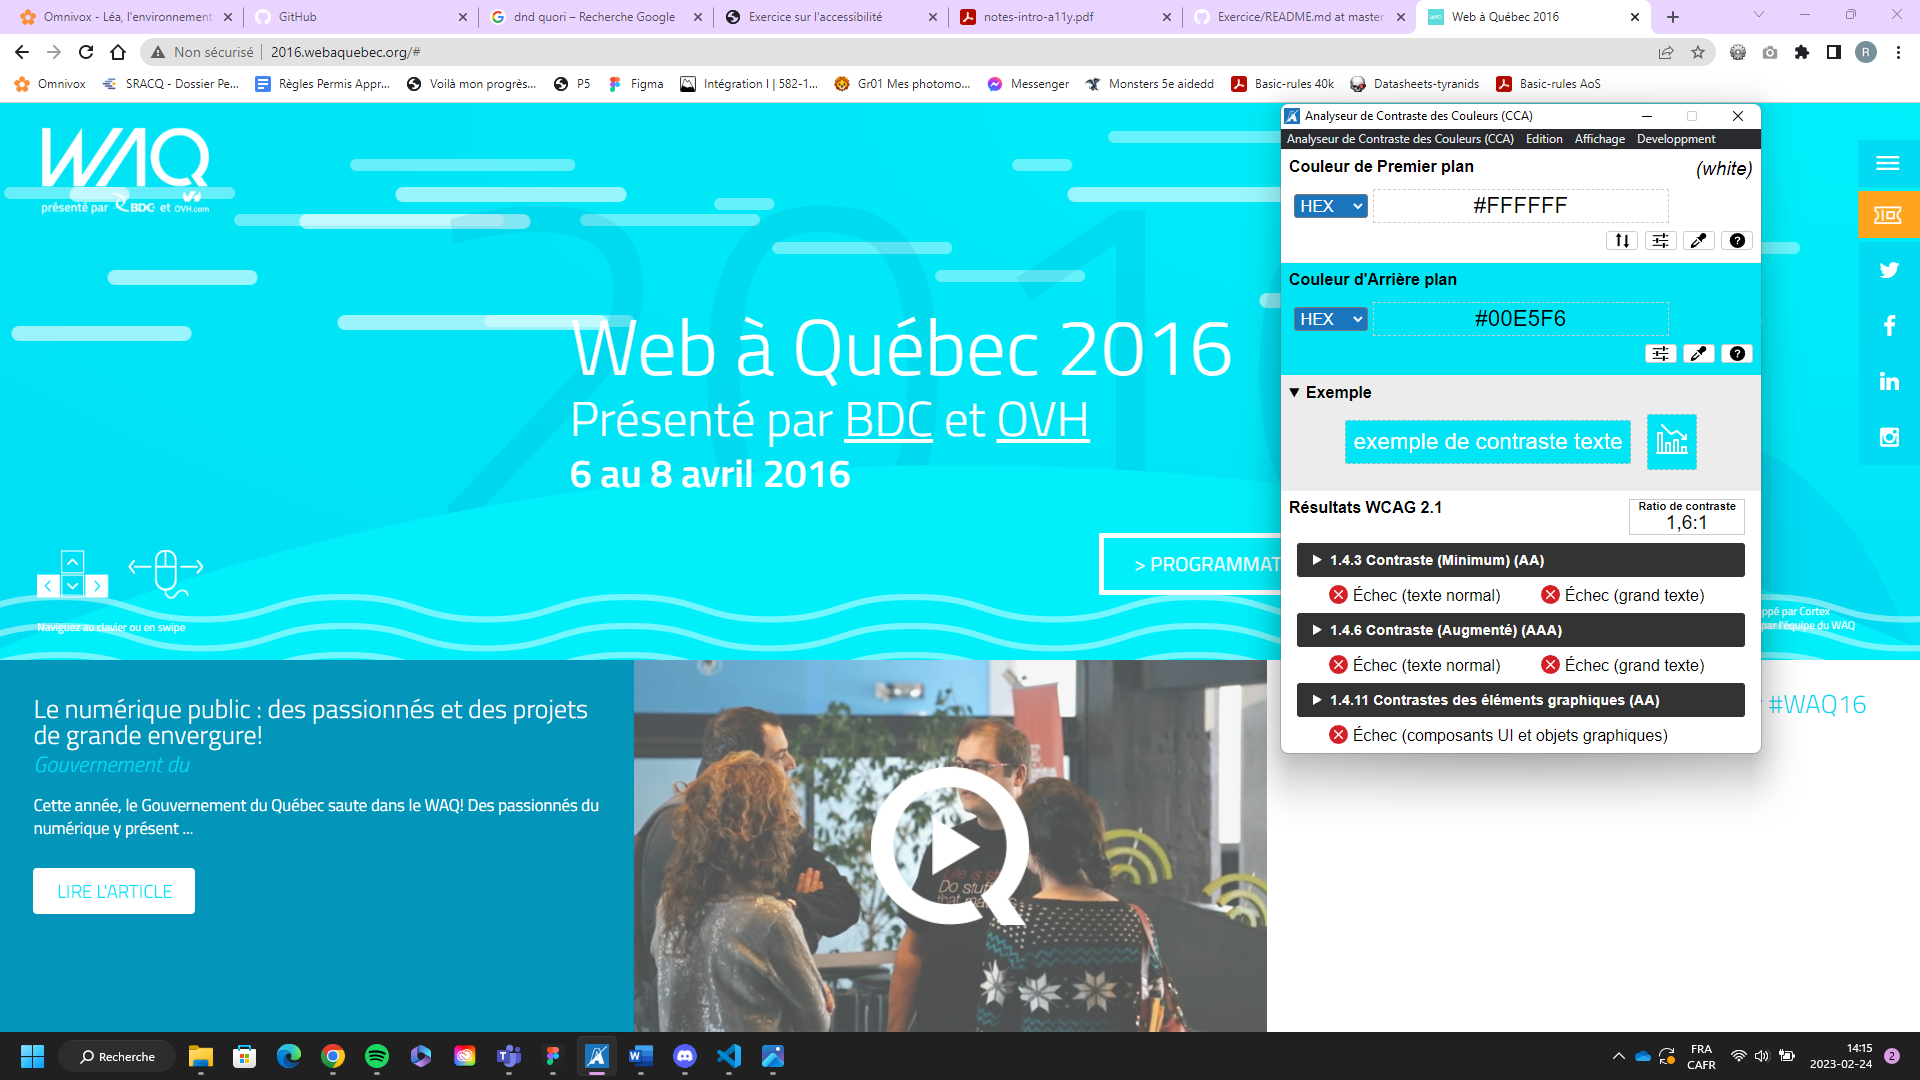 Omnivox - Léa, l'environnement
GitHub
dnd quori – Recherche Google
Exercice sur l'accessibilité
notes-intro-a11y.pdf
Exercice/README.md at master
Web à Québec 2016
Non sécurisé
2016.webaquebec.org/#
R
Omnivox
SRACQ - Dossier Pe...
Règles Permis Appr...
Voilà mon progrès...
P5
Figma
Intégration I | 582-1...
Gr01 Mes photomo...
Messenger
Monsters 5e aidedd
Basic-rules 40k
Datasheets-tyranids
Basic-rules AoS
WAQ
présenté par BDC et OVH.com
201
Web à Québec 2016
Présenté par BDC et OVH
6 au 8 avril 2016
> PROGRAMMAT
Naviguez au clavier ou en swipe
Analyseur de Contraste des Couleurs (CCA)
Analyseur de Contraste des Couleurs (CCA) Edition Affichage Developpment
Couleur de Premier plan
(white)
HEX
#FFFFFF
Couleur d'Arrière plan
HEX
#00E5F6
▼ Exemple
exemple de contraste texte
Résultats WCAG 2.1
Ratio de contraste
1,6:1
1.4.3 Contraste (Minimum) (AA)
Échec (texte normal)
Échec (grand texte)
1.4.6 Contraste (Augmenté) (AAA)
Échec (texte normal)
Échec (grand texte)
1.4.11 Contrastes des éléments graphiques (AA)
Échec (composants UI et objets graphiques)
ppé par Cortex
par l'équipe du WAQ
Le numérique public : des passionnés et des projets
de grande envergure!
Gouvernement du
Cette année, le Gouvernement du Québec saute dans le WAQ! Des passionnés du
numérique y présent ...
LIRE L'ARTICLE
Life is
Do stuff
that
#WAQ16
Recherche
FRA
CAFR
14:15
2023-02-24
2